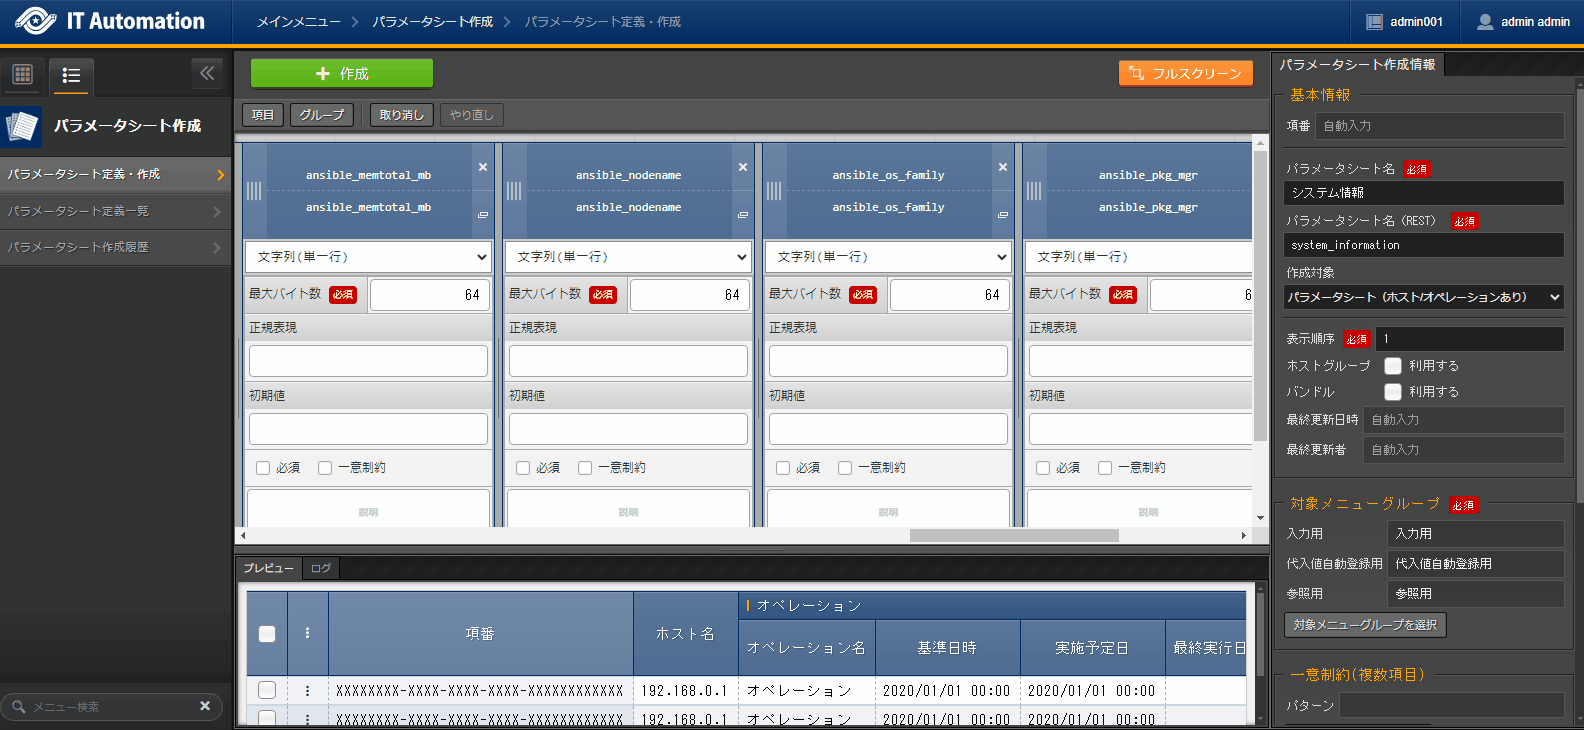 IT Automation
メインメニュー パラメータシート作成 パラメータシート定義・作成
admin001
admin admin
パラメータシート作成
パラメータシート定義・作成
パラメータシート定義一覧
パラメータシート作成履歴
メニュー検索
作成
フルスクリーン
項目 グループ 取り消し やり直し
ansible_memtotal_mb ansible_nodename ansible_os_family ansible_pkg_mgr
ansible_memtotal_mb ansible_nodename ansible_os_family ansible_pkg_mgr
文字列(単一行) 文字列(単一行) 文字列(単一行) 文字列(単一行)
最大バイト数 必須 64 最大バイト数 必須 64 最大バイト数 必須 64 最大バイト数 必須 6
正規表現 正規表現 正規表現 正規表現
初期値 初期値 初期値 初期値
必須 一意制約 必須 一意制約 必須 一意制約 必須 一意制約
説明 説明 説明 説明
プレビュー ログ
項番 ホスト名 オペレーション
オペレーション名 基準日時 実施予定日 最終実行日
XXXXXXXX-XXXX-XXXX-XXXX-XXXXXXXXXXXX 192.168.0.1 オペレーション 2020/01/01 00:00 2020/01/01 00:00
XXXXXXXX-XXXX-XXXX-XXXX-XXXXXXXXXXXX 192.168.0.1 オペレーション 2020/01/01 00:00 2020/01/01 00:00
パラメータシート作成情報
基本情報
項番 自動入力
パラメータシート名 必須
システム情報
パラメータシート名 (REST) 必須
system_information
作成対象
パラメータシート (ホスト/オペレーションあり)
表示順序 必須 1
ホストグループ 利用する
バンドル 利用する
最終更新日時 自動入力
最終更新者 自動入力
対象メニューグループ 必須
入力用 入力用
代入値自動登録用 代入値自動登録用
参照用 参照用
対象メニューグループを選択
一意制約(複数項目)
パターン